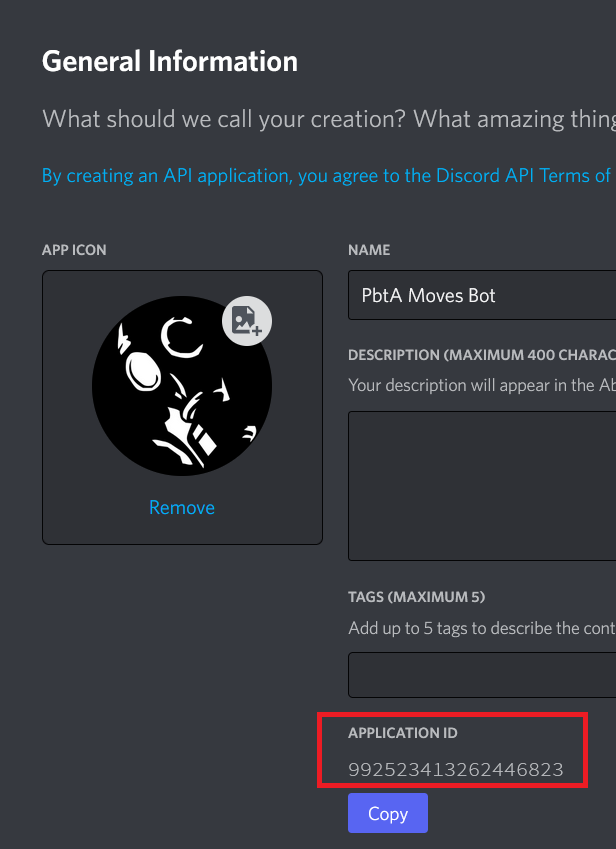 General Information
What should we call your creation? What amazing thing
By creating an API application, you agree to the Discord API Terms of
APP ICON
Remove
NAME
PbtA Moves Bot
DESCRIPTION (MAXIMUM 400 CHARAC
Your description will appear in the Ab
TAGS (MAXIMUM 5)
Add up to 5 tags to describe the cont
APPLICATION ID
992523413262446823
Copy